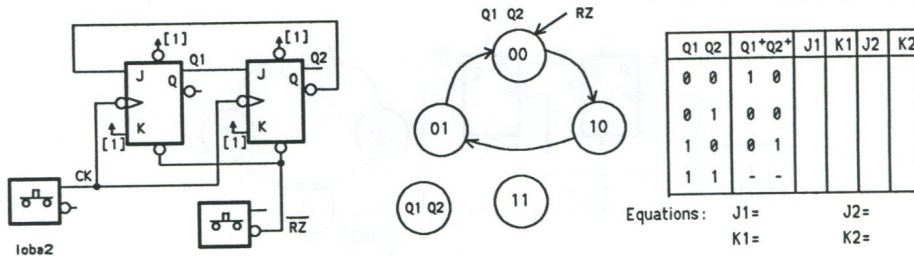 [1] [1]
Q1 Q2
J Q J Q
K K
[1] [1]
CK
R̅Z̅
loba2
Q1 Q2 RZ
00
01 10
Q1 Q2 11
Q1 Q2 Q1⁺Q2⁺ J1 K1 J2 K2
0 0 1 0
0 1 0 0
1 0 0 1
1 1 - -
Equations: J1= J2=
K1= K2=